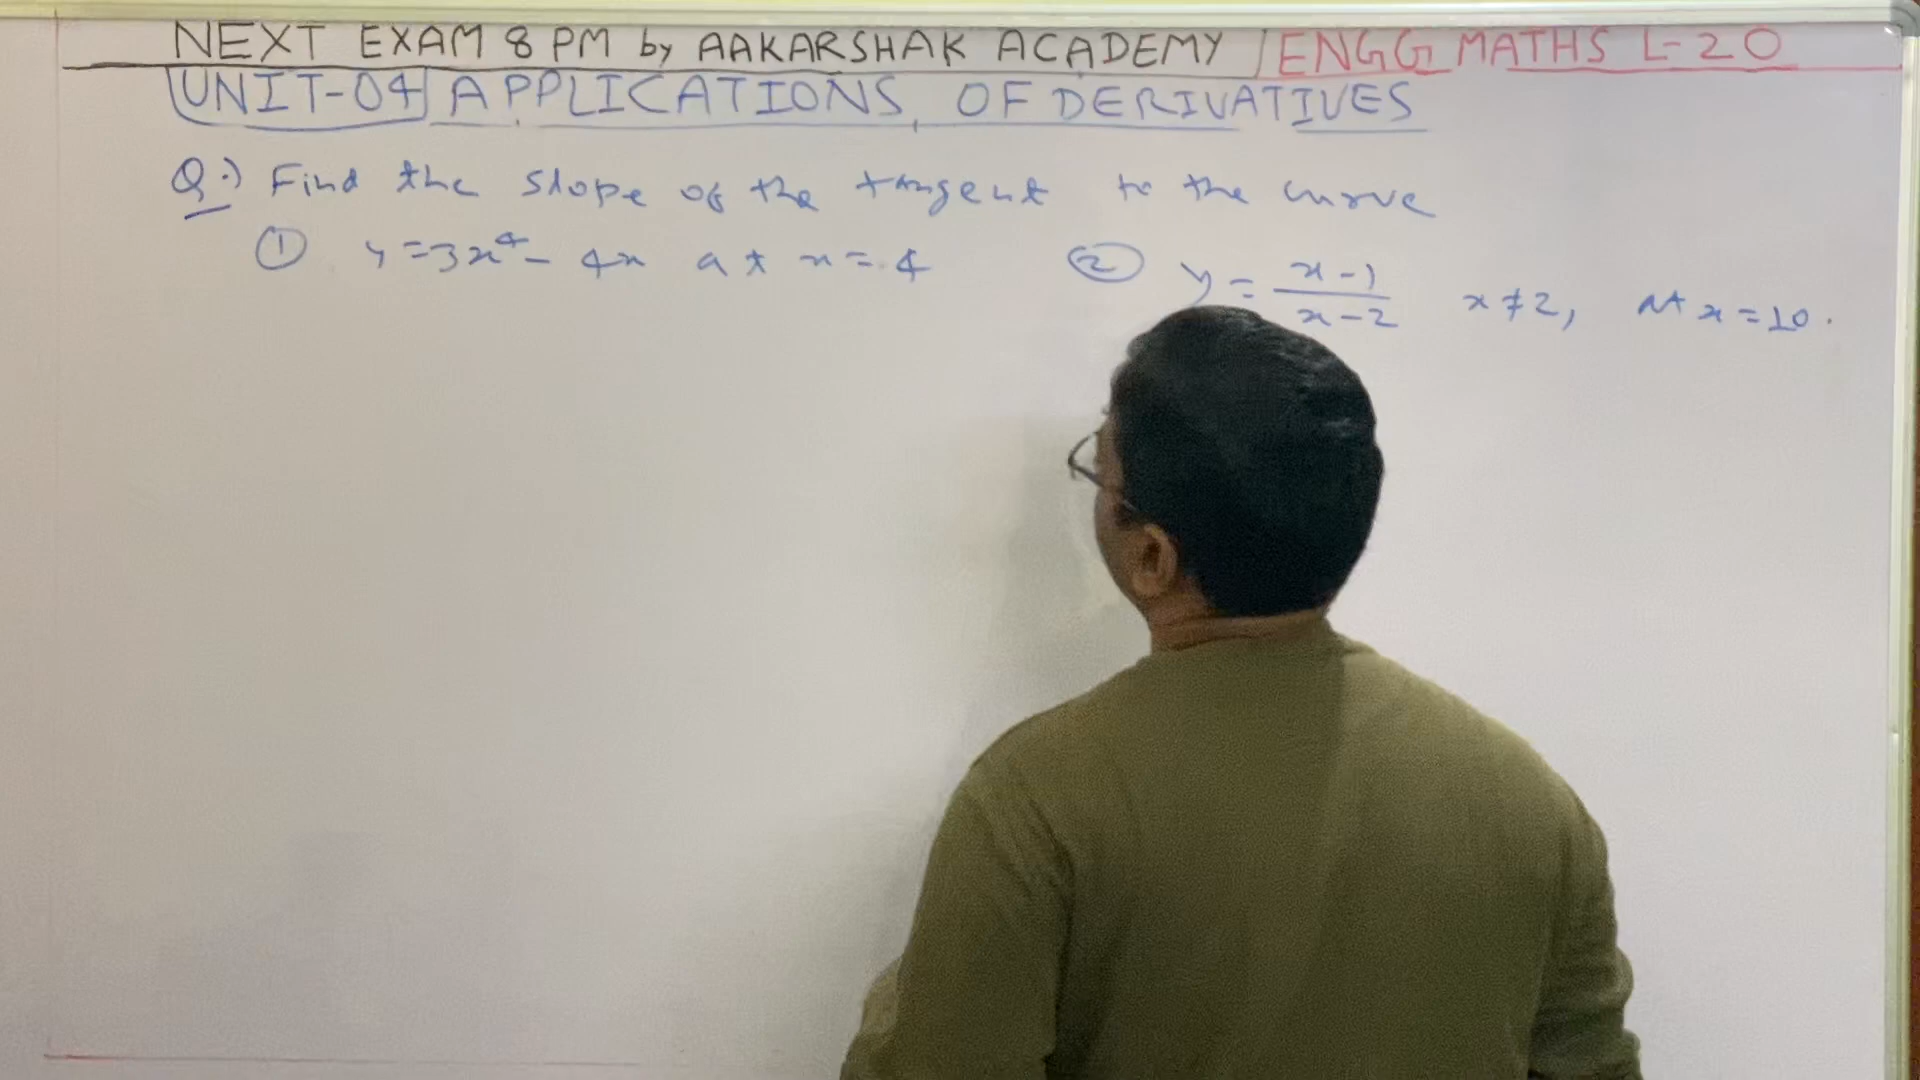 NEXT EXAM 8 PM by AAKARSHAK ACADEMY | ENGG MATHS L-20
UNIT-04 APPLICATIONS OF DERIVATIVES
Q.) Find the slope of the tangent to the curve
① y = 3x⁴ - 4x at x = 4
② y = (x-1)/(x-2) x ≠ 2, at x = 10.